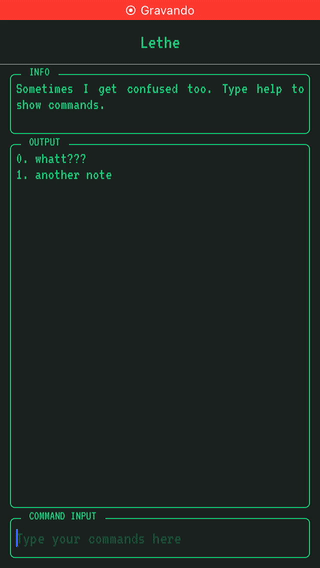 Gravando
Lethe
INFO
Sometimes I get confused too. Type help to
show commands.
OUTPUT
0. whatt???
1. another note
COMMAND INPUT
Type your commands here